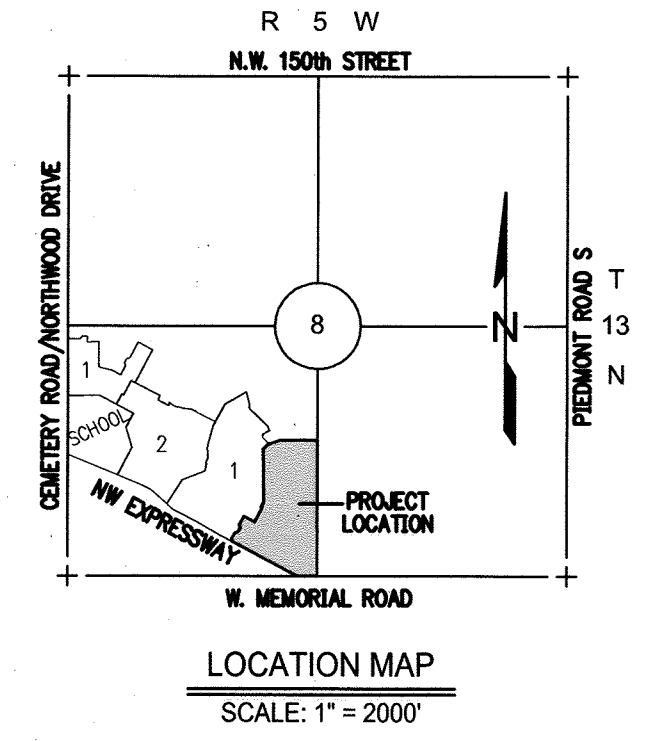 R 5 W
N.W. 150th STREET
CEMETERY ROAD/NORTHWOOD DRIVE
PIEDMONT ROAD S
T
13
N
8
N
1
SCHOOL
2
1
NW EXPRESSWAY
PROJECT
LOCATION
W. MEMORIAL ROAD
LOCATION MAP
SCALE: 1" = 2000'